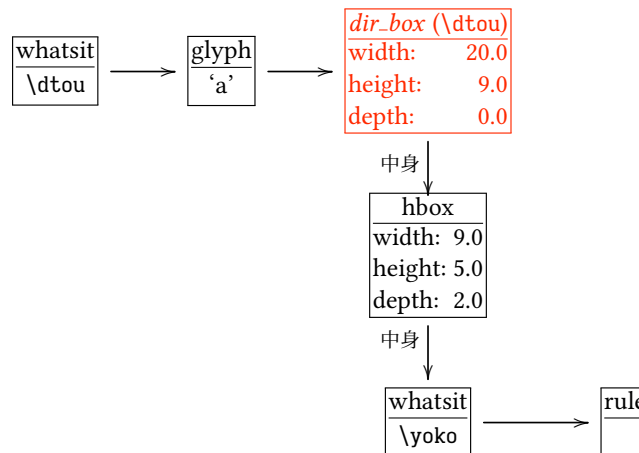 whatsit
\dtou
glyph
‘a’
dir_box (\dtou)
width: 20.0
height: 9.0
depth: 0.0
中身
hbox
width: 9.0
height: 5.0
depth: 2.0
中身
whatsit
\yoko
rule